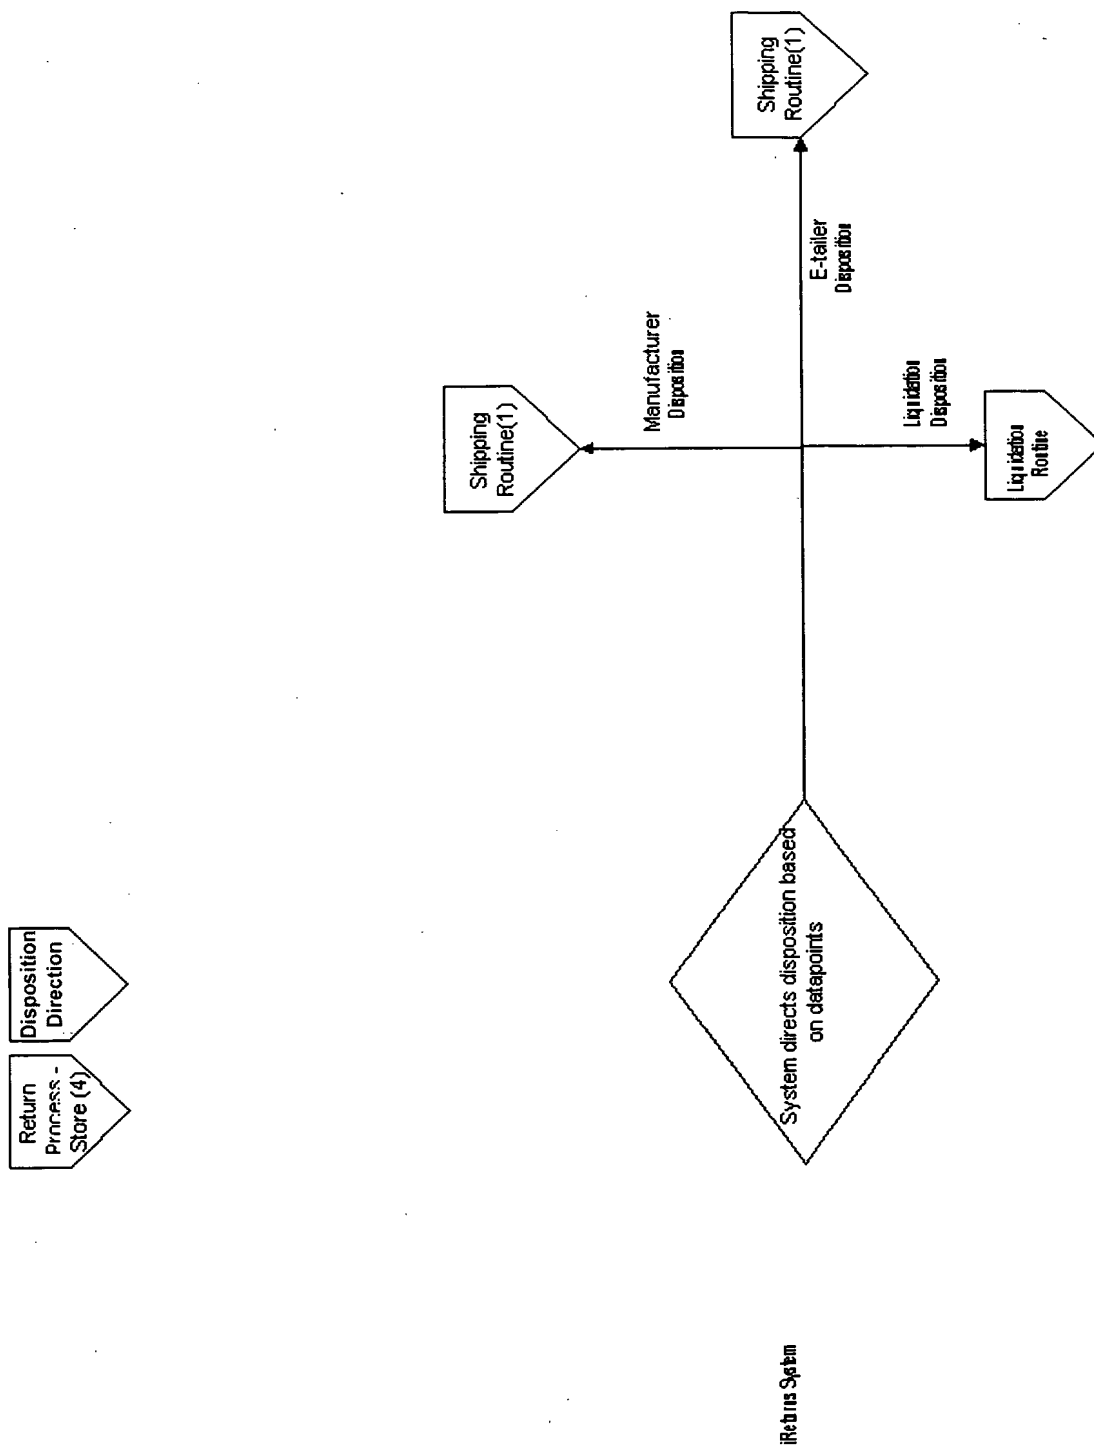 Return
Process -
Store (4)
Disposition
Direction
Shipping
Routine(1)
Manufacturer
Disposition
Shipping
Routine(1)
E-tailer
Disposition
Liquidation
Disposition
Liquidation
Routine
System directs disposition based
on datapoints
iReturns System